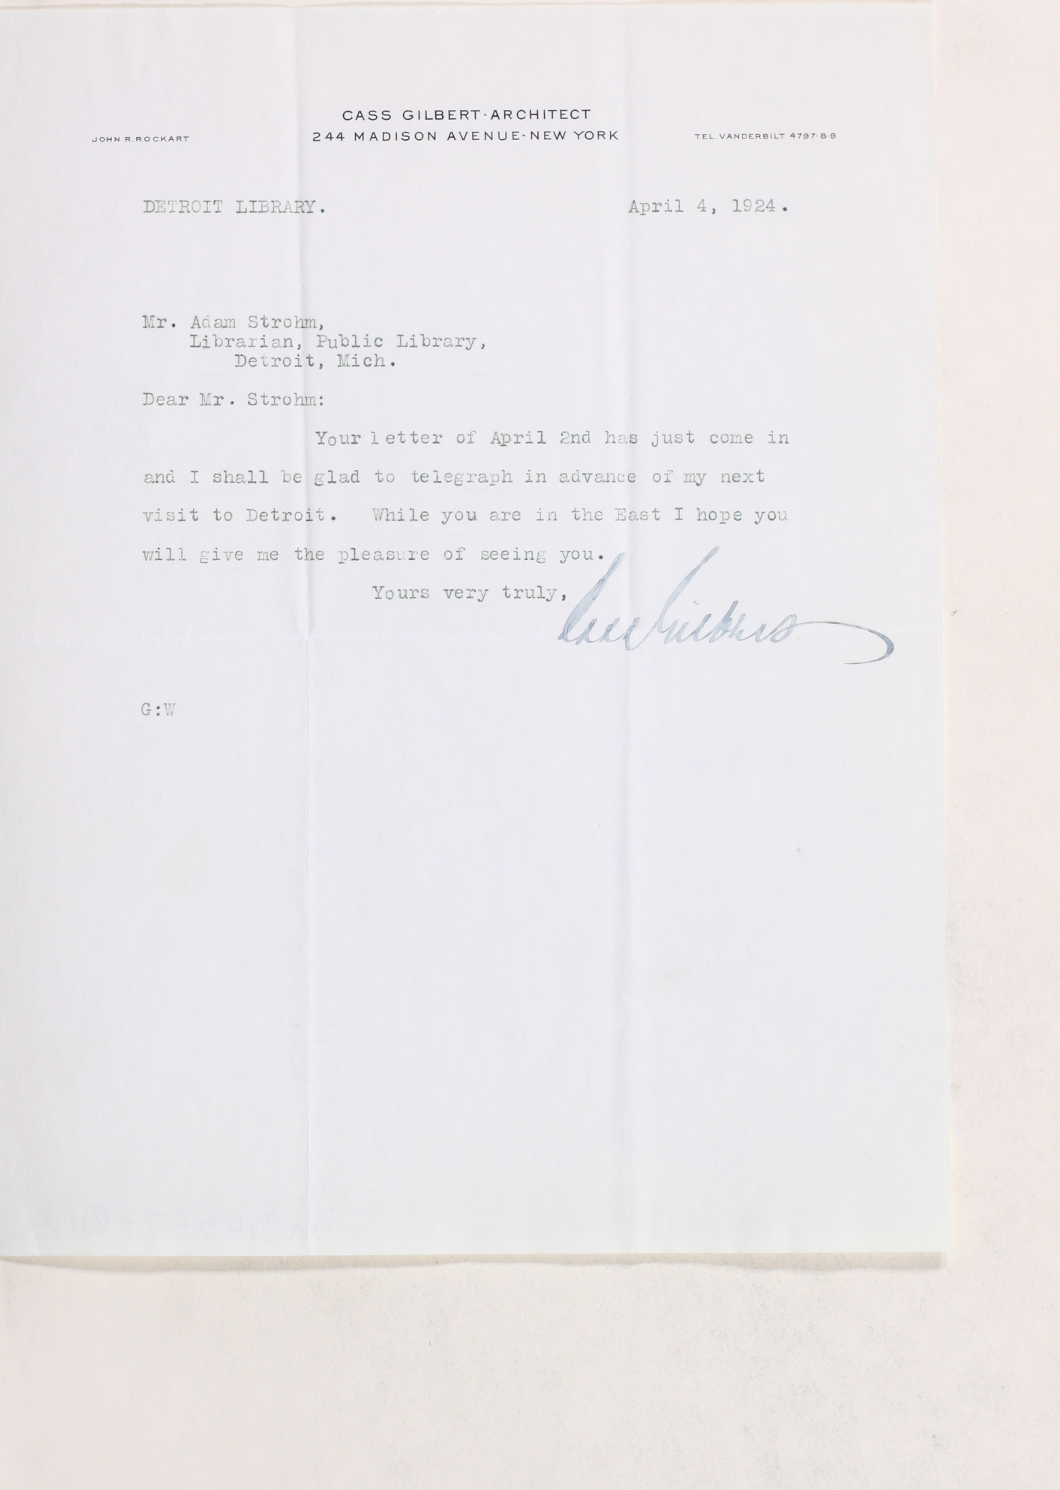 CASS GILBERT-ARCHITECT
244 MADISON AVENUE-NEW YORK
JOHN R. ROCKART
TEL. VANDERBILT 4797-8-9
DETROIT LIBRARY. April 4, 1924.
Mr. Adam Strohm,
Librarian, Public Library,
Detroit, Mich.
Dear Mr. Strohm:
Your letter of April 2nd has just come in
and I shall be glad to telegraph in advance of my next
visit to Detroit. While you are in the East I hope you
will give me the pleasure of seeing you.
Yours very truly,
Cass Gilbert
G:W